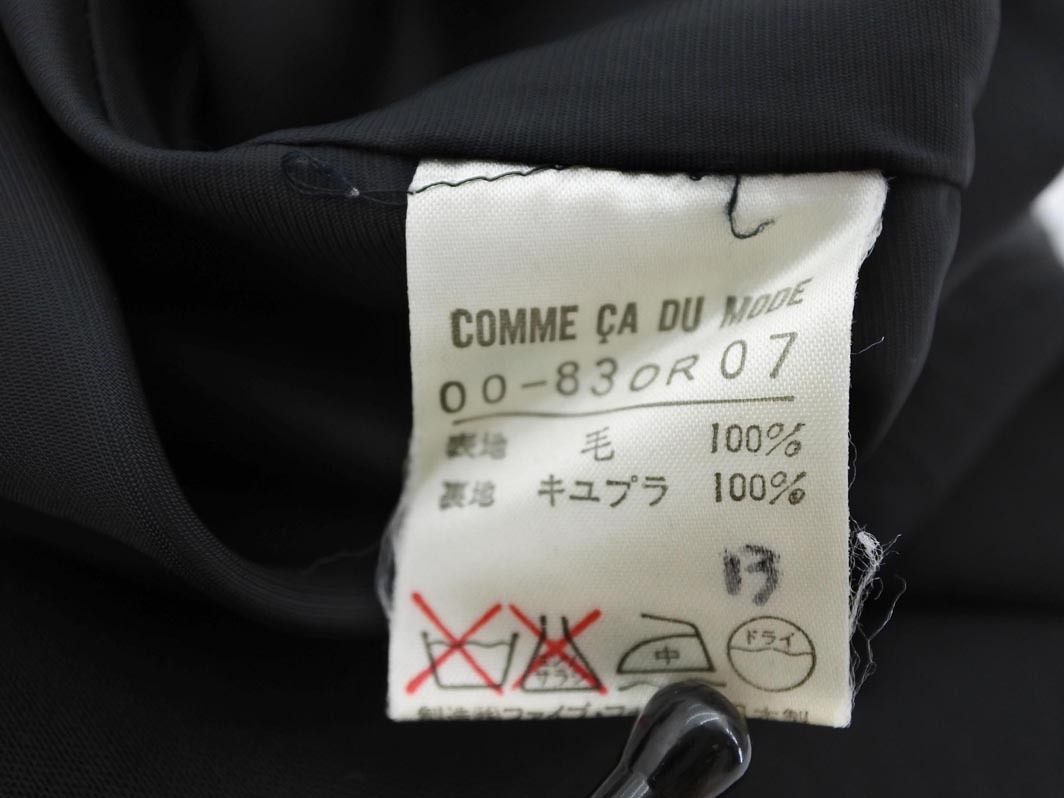 COMME ÇA DU MODE
00-83OR07
表地 毛 100%
裏地 キュプラ 100%
13
中 ドライ